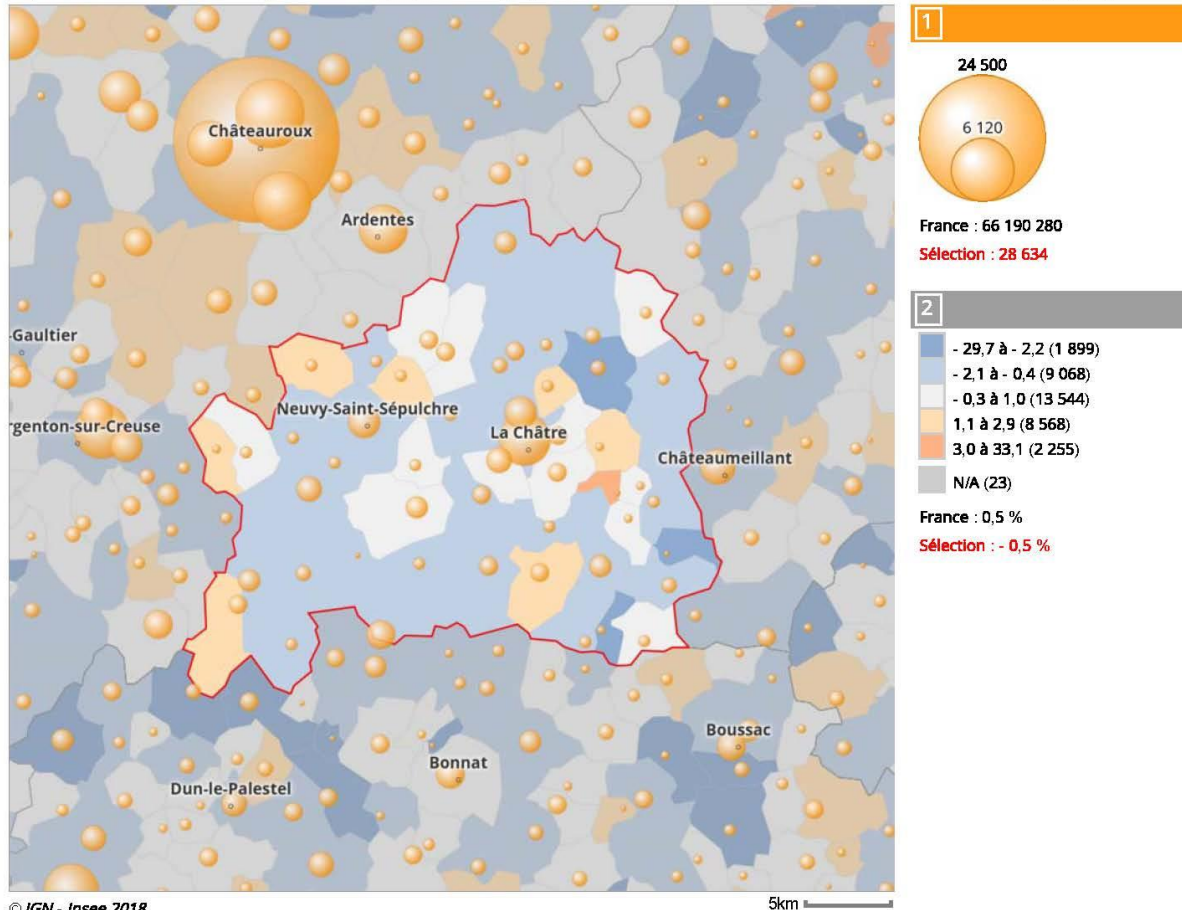 Châteauroux
Ardentes
-Gaultier
rgenton-sur-Creuse
Neuvy-Saint-Sépulchre
La Châtre
Châteaumeillant
Boussac
Bonnat
Dun-le-Palestel
© IGN - Insee 2018
5km
1
24 500
6 120
France : 66 190 280
Sélection : 28 634
2
- 29,7 à - 2,2 (1 899)
- 2,1 à - 0,4 (9 068)
- 0,3 à 1,0 (13 544)
1,1 à 2,9 (8 568)
3,0 à 33,1 (2 255)
N/A (23)
France : 0,5 %
Sélection : - 0,5 %